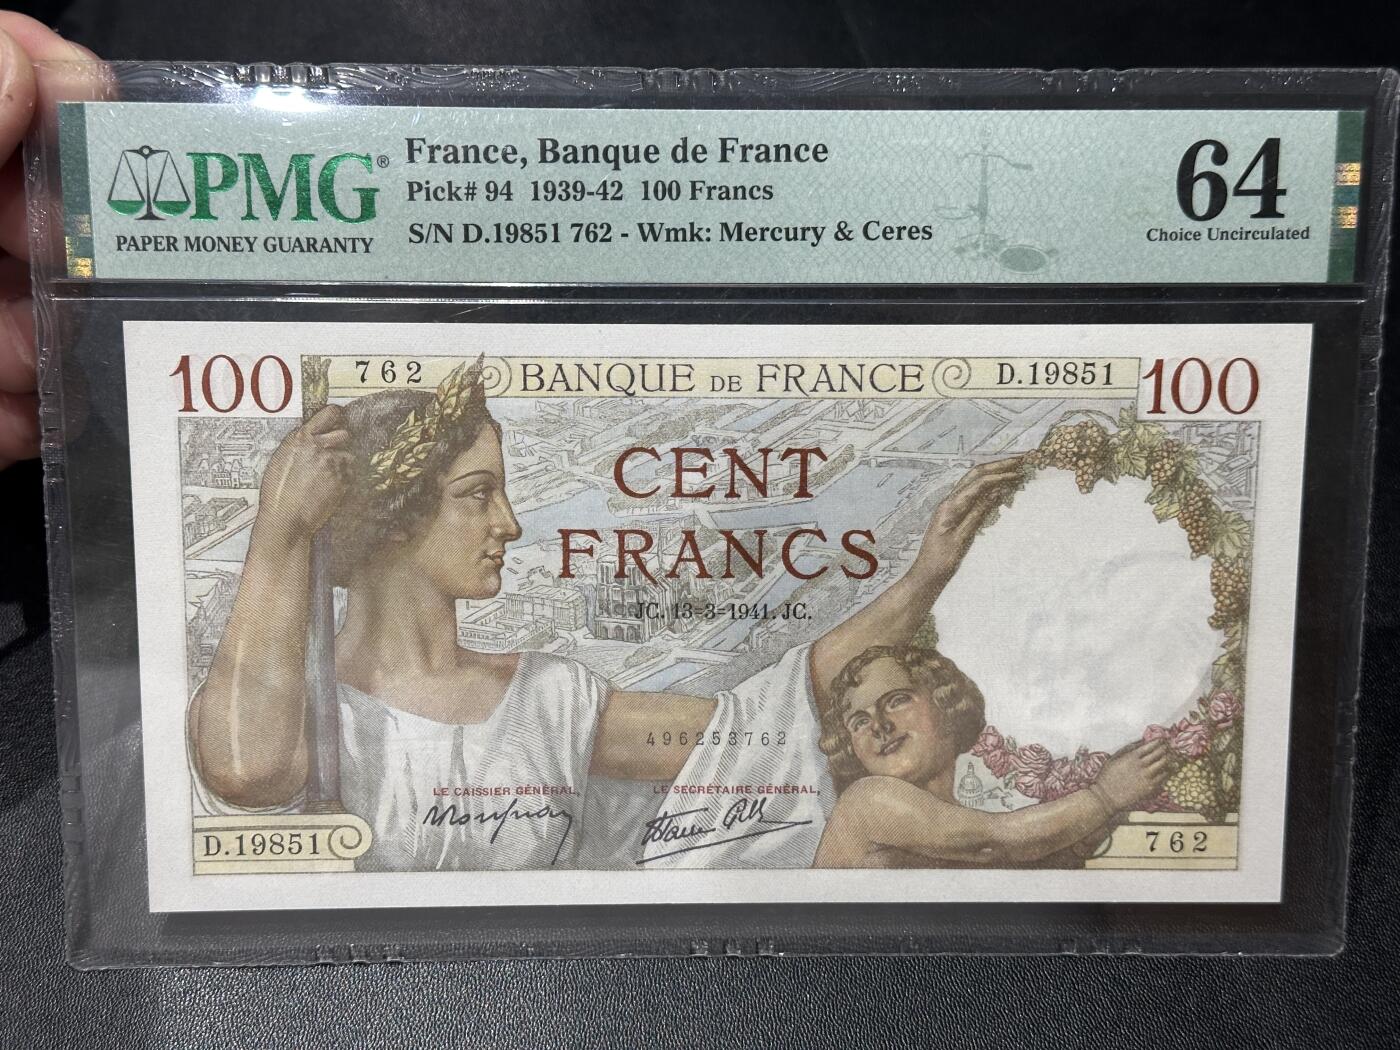 PMG®
PAPER MONEY GUARANTY
France, Banque de France
Pick# 94 1939-42 100 Francs
S/N D.19851 762 - Wmk: Mercury & Ceres
64
Choice Uncirculated
100
762
BANQUE DE FRANCE
D.19851
100
CENT
FRANCS
JC. 13=3=1941. JC.
496253762
LE CAISSIER GÉNÉRAL,
LE SECRÉTAIRE GÉNÉRAL,
D.19851
762